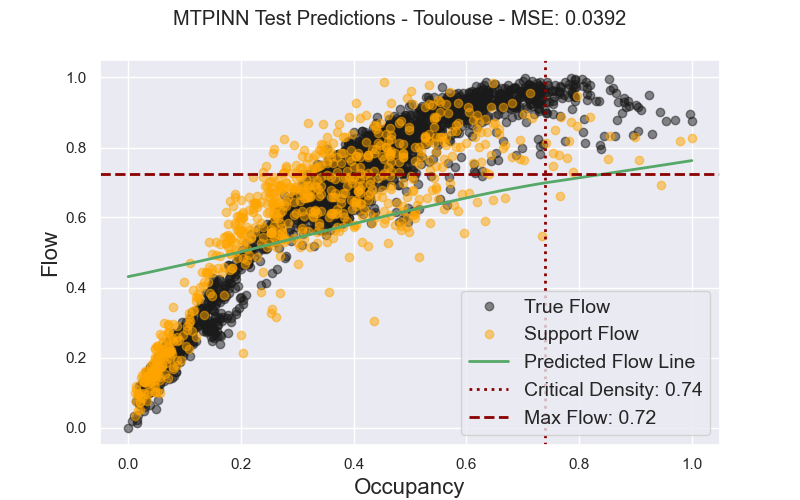 MTPINN Test Predictions - Toulouse - MSE: 0.0392
1.0
0.8
0.6
0.4
0.2
0.0
Flow
True Flow
Support Flow
Predicted Flow Line
Critical Density: 0.74
Max Flow: 0.72
0.0 0.2 0.4 0.6 0.8 1.0
Occupancy